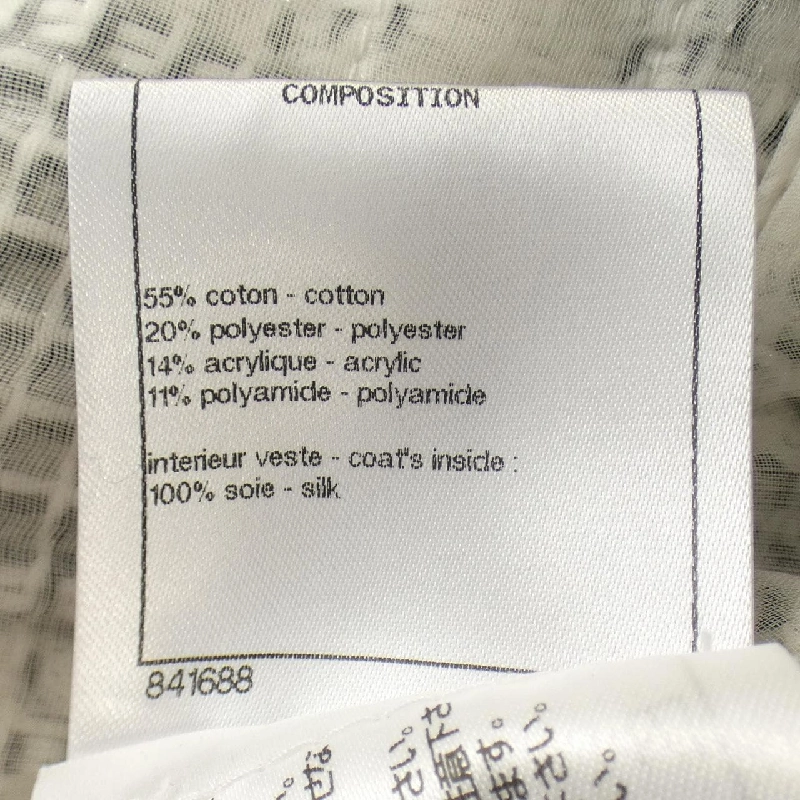 COMPOSITION
55% coton - cotton
20% polyester - polyester
14% acrylique - acrylic
11% polyamide - polyamide
interieur veste - coat's inside :
100% soie - silk
841688